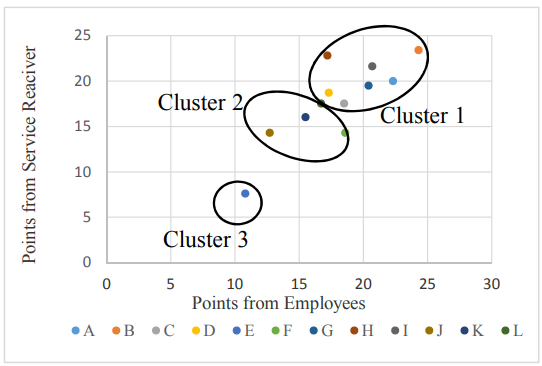 Points from Service Reaciver
25
20
15
10
5
0
Cluster 2
Cluster 1
Cluster 3
0 5 10 15 20 25 30
Points from Employees
A B C D E F G H I J K L